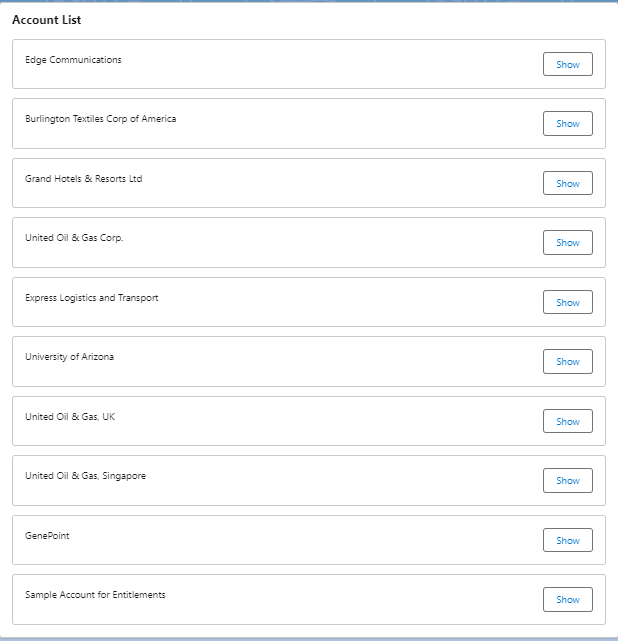 Account List
Edge Communications
Show
Burlington Textiles Corp of America
Show
Grand Hotels & Resorts Ltd
Show
United Oil & Gas Corp.
Show
Express Logistics and Transport
Show
University of Arizona
Show
United Oil & Gas, UK
Show
United Oil & Gas, Singapore
Show
GenePoint
Show
Sample Account for Entitlements
Show